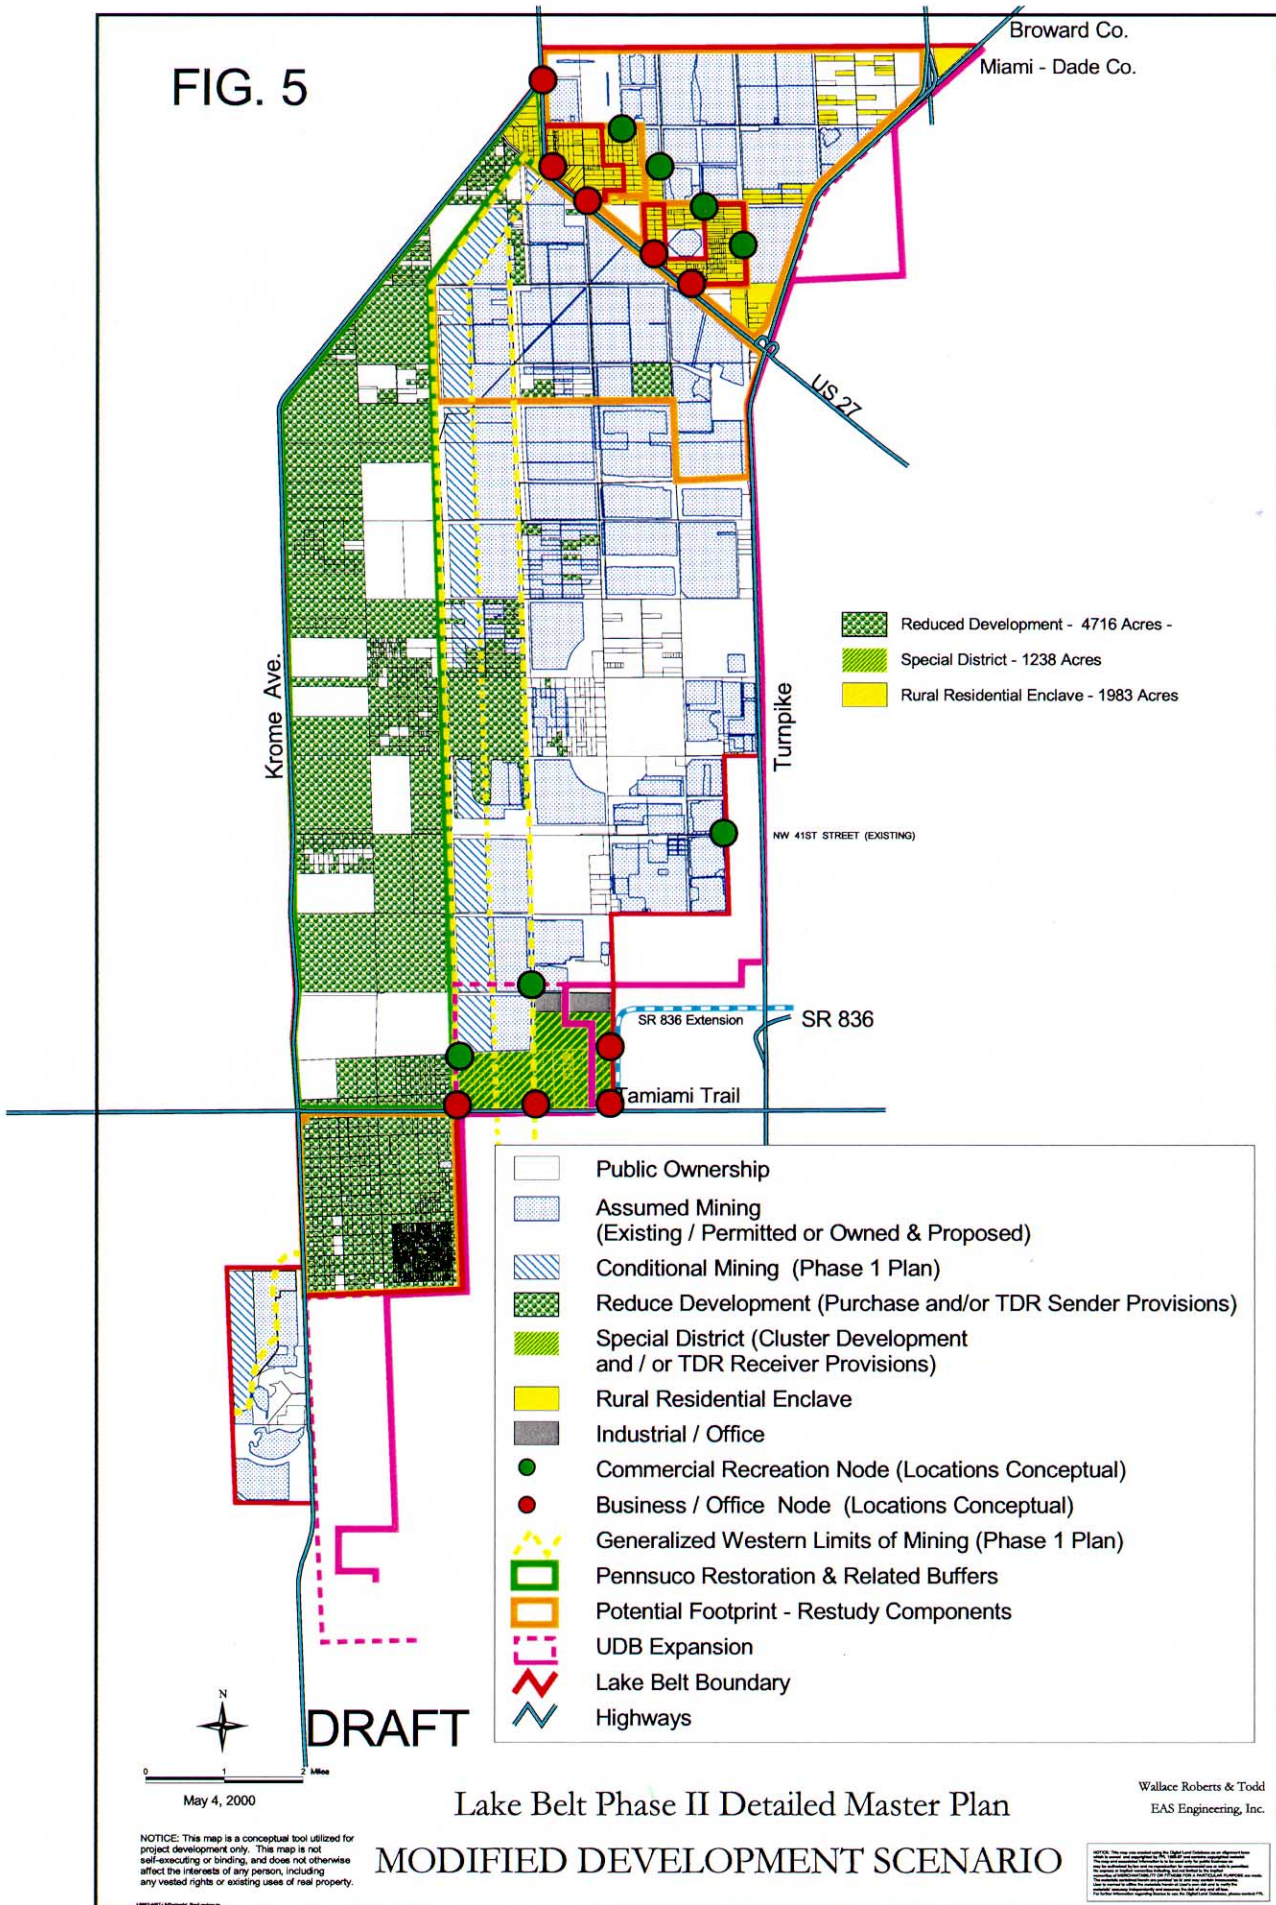 FIG. 5
Broward Co.
Miami - Dade Co.
US 27
Reduced Development - 4716 Acres -
Special District - 1238 Acres
Rural Residential Enclave - 1983 Acres
Krome Ave.
Turnpike
NW 41ST STREET (EXISTING)
SR 836 Extension
SR 836
Tamiami Trail
Public Ownership
Assumed Mining
(Existing / Permitted or Owned & Proposed)
Conditional Mining (Phase 1 Plan)
Reduce Development (Purchase and/or TDR Sender Provisions)
Special District (Cluster Development
and / or TDR Receiver Provisions)
Rural Residential Enclave
Industrial / Office
Commercial Recreation Node (Locations Conceptual)
Business / Office Node (Locations Conceptual)
Generalized Western Limits of Mining (Phase 1 Plan)
Pennsuco Restoration & Related Buffers
Potential Footprint - Restudy Components
UDB Expansion
Lake Belt Boundary
Highways
N
DRAFT
0 1 2 Miles
May 4, 2000
Lake Belt Phase II Detailed Master Plan
MODIFIED DEVELOPMENT SCENARIO
Wallace Roberts & Todd
EAS Engineering, Inc.
NOTICE: This map is a conceptual tool utilized for
project development only. This map is not
self-executing or binding, and does not otherwise
affect the interests of any person, including
any vested rights or existing uses of real property.